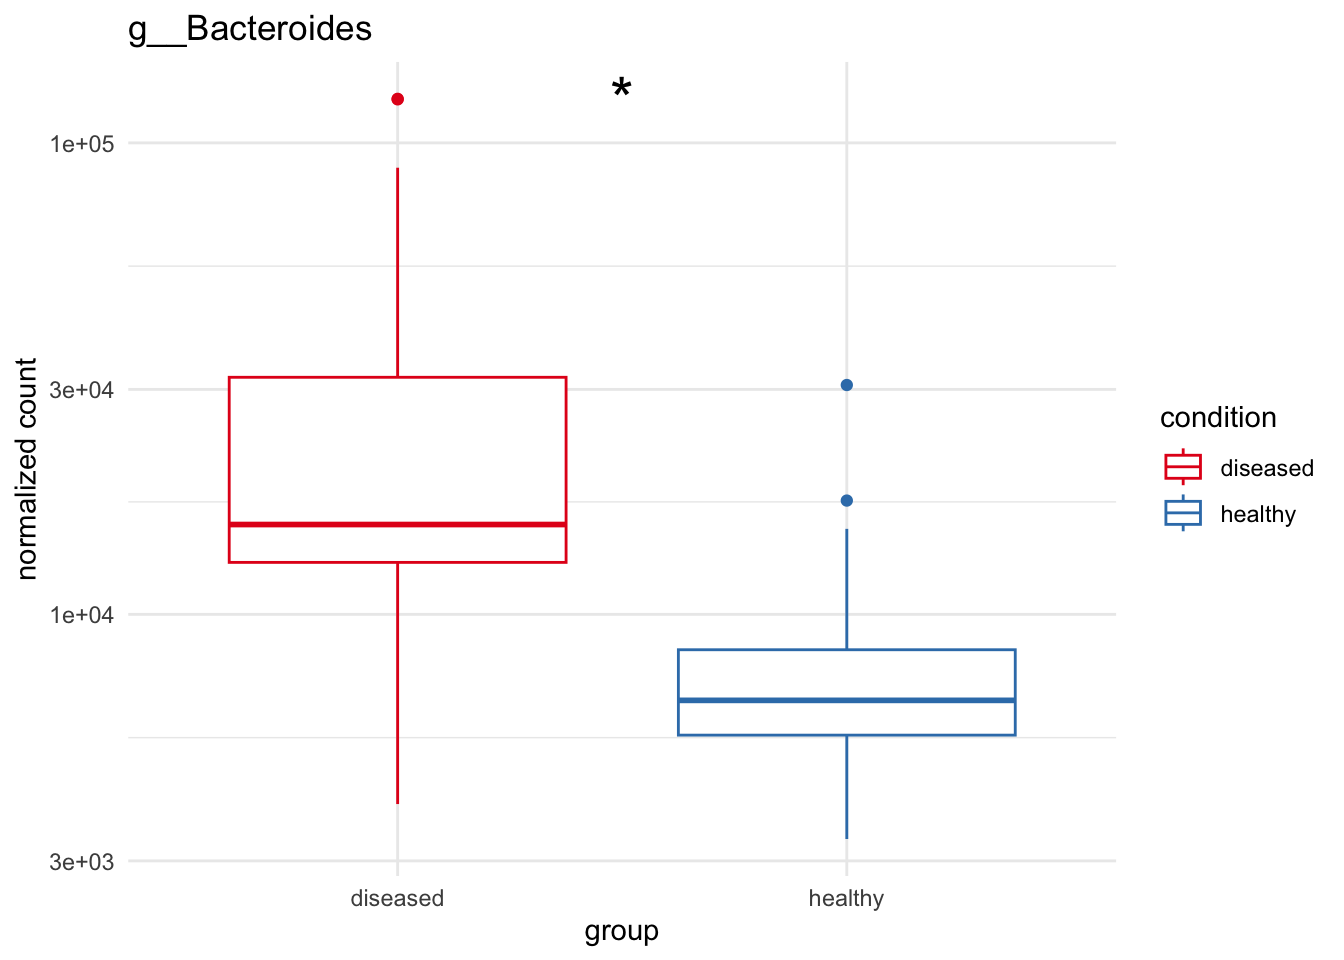 g__Bacteroides
*
1e+05
3e+04
1e+04
3e+03
normalized count
diseased
healthy
group
condition
diseased
healthy